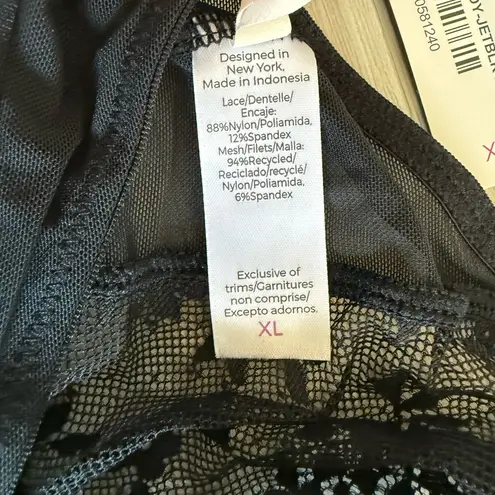 Designed in
New York,
Made in Indonesia
Lace/Dentelle/
Encaje:
88%Nylon/Poliamida,
12%Spandex
Mesh/Filets/Malla:
94%Recycled/
Reciclado/recyclé/
Nylon/Poliamida,
6%Spandex
Exclusive of
trims/Garnitures
non comprise/
Excepto adornos.
XL
0581240